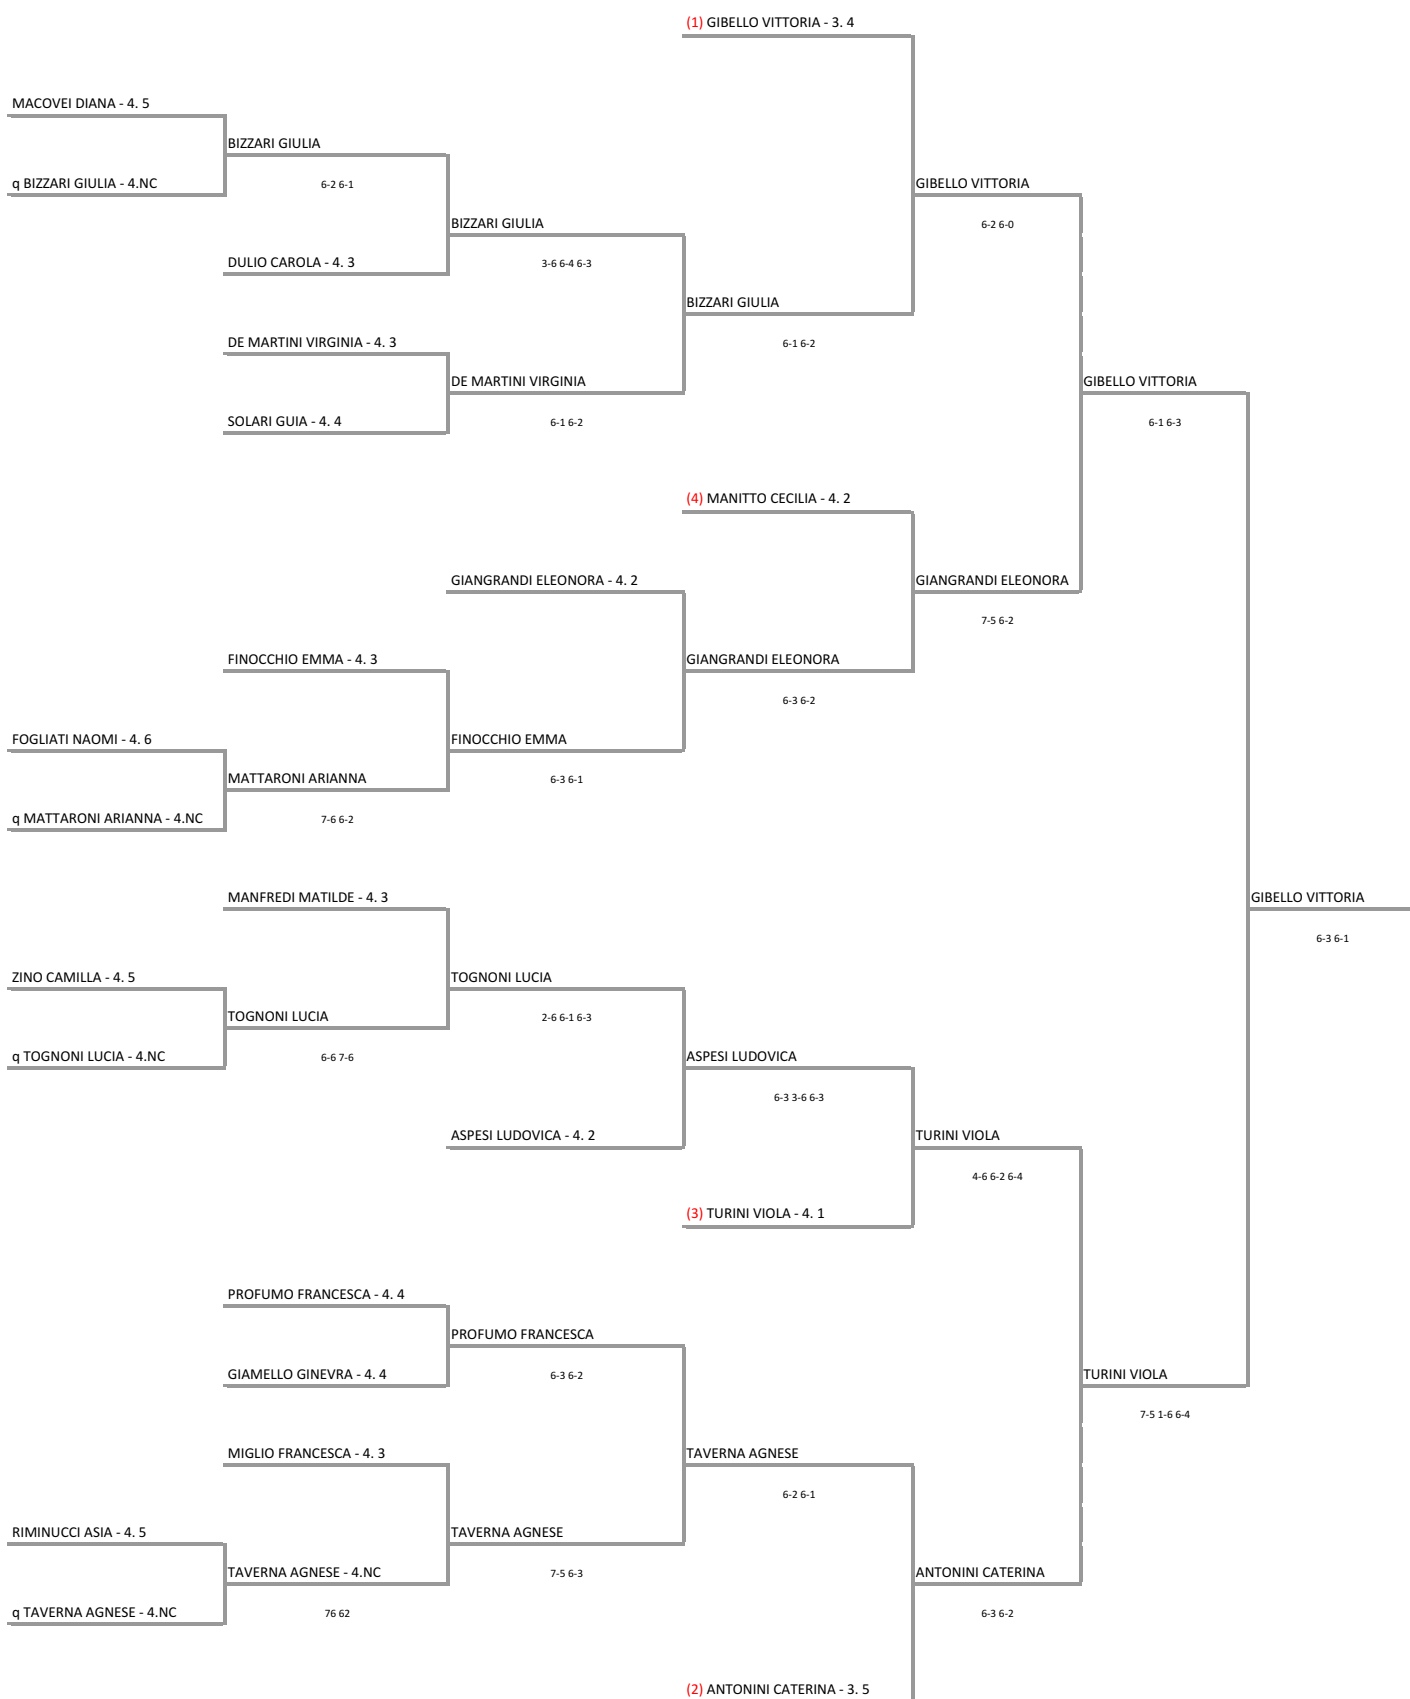 (1) GIBELLO VITTORIA - 3. 4
MACOVEI DIANA - 4. 5
BIZZARI GIULIA
q BIZZARI GIULIA - 4.NC
6-2 6-1
GIBELLO VITTORIA
BIZZARI GIULIA
6-2 6-0
DULIO CAROLA - 4. 3
3-6 6-4 6-3
BIZZARI GIULIA
DE MARTINI VIRGINIA - 4. 3
6-1 6-2
DE MARTINI VIRGINIA
GIBELLO VITTORIA
SOLARI GUIA - 4. 4
6-1 6-2
6-1 6-3
(4) MANITTO CECILIA - 4. 2
GIANGRANDI ELEONORA - 4. 2
GIANGRANDI ELEONORA
7-5 6-2
FINOCCHIO EMMA - 4. 3
GIANGRANDI ELEONORA
6-3 6-2
FOGLIATI NAOMI - 4. 6
FINOCCHIO EMMA
MATTARONI ARIANNA
6-3 6-1
q MATTARONI ARIANNA - 4.NC
7-6 6-2
MANFREDI MATILDE - 4. 3
GIBELLO VITTORIA
6-3 6-1
ZINO CAMILLA - 4. 5
TOGNONI LUCIA
TOGNONI LUCIA
2-6 6-1 6-3
q TOGNONI LUCIA - 4.NC
6-6 7-6
ASPESI LUDOVICA
6-3 3-6 6-3
ASPESI LUDOVICA - 4. 2
TURINI VIOLA
4-6 6-2 6-4
(3) TURINI VIOLA - 4. 1
PROFUMO FRANCESCA - 4. 4
PROFUMO FRANCESCA
GIAMELLO GINEVRA - 4. 4
6-3 6-2
TURINI VIOLA
7-5 1-6 6-4
MIGLIO FRANCESCA - 4. 3
TAVERNA AGNESE
6-2 6-1
RIMINUCCI ASIA - 4. 5
TAVERNA AGNESE
TAVERNA AGNESE - 4.NC
7-5 6-3
ANTONINI CATERINA
q TAVERNA AGNESE - 4.NC
76 62
6-3 6-2
(2) ANTONINI CATERINA - 3. 5